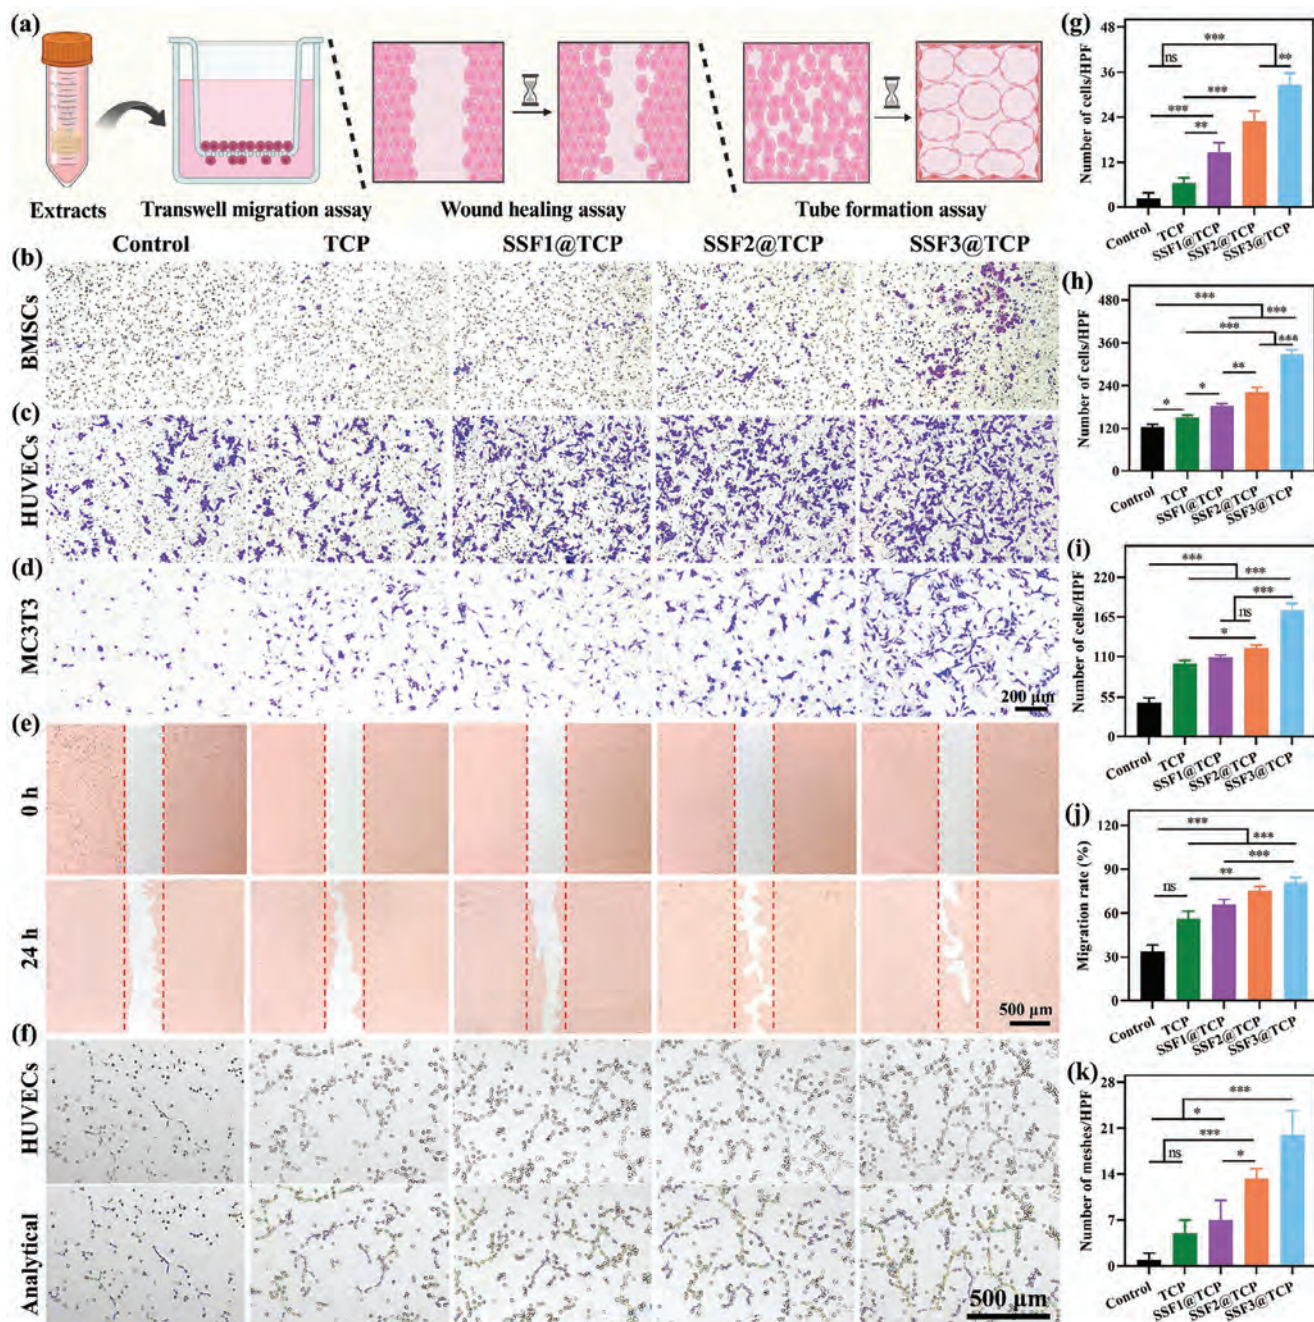 (a)
Extracts
Transwell migration assay
Wound healing assay
Tube formation assay
Control
TCP
SSF1@TCP
SSF2@TCP
SSF3@TCP
(b)
BMSCs
(c)
HUVECs
(d)
MC3T3
200 μm
(e)
0 h
24 h
500 μm
(f)
HUVECs
Analytical
500 μm
(g)
Number of cells/HPF
48
36
24
12
0
ns
***
**
***
***
**
Control
TCP
SSF1@TCP
SSF2@TCP
SSF3@TCP
(h)
Number of cells/HPF
480
360
240
120
0
***
***
***
***
**
*
*
Control
TCP
SSF1@TCP
SSF2@TCP
SSF3@TCP
(i)
Number of cells/HPF
220
165
110
55
0
***
***
***
ns
*
Control
TCP
SSF1@TCP
SSF2@TCP
SSF3@TCP
(j)
Migration rate (%)
120
90
60
30
0
***
***
***
**
ns
Control
TCP
SSF1@TCP
SSF2@TCP
SSF3@TCP
(k)
Number of meshes/HPF
28
21
14
7
0
***
*
***
ns
*
Control
TCP
SSF1@TCP
SSF2@TCP
SSF3@TCP